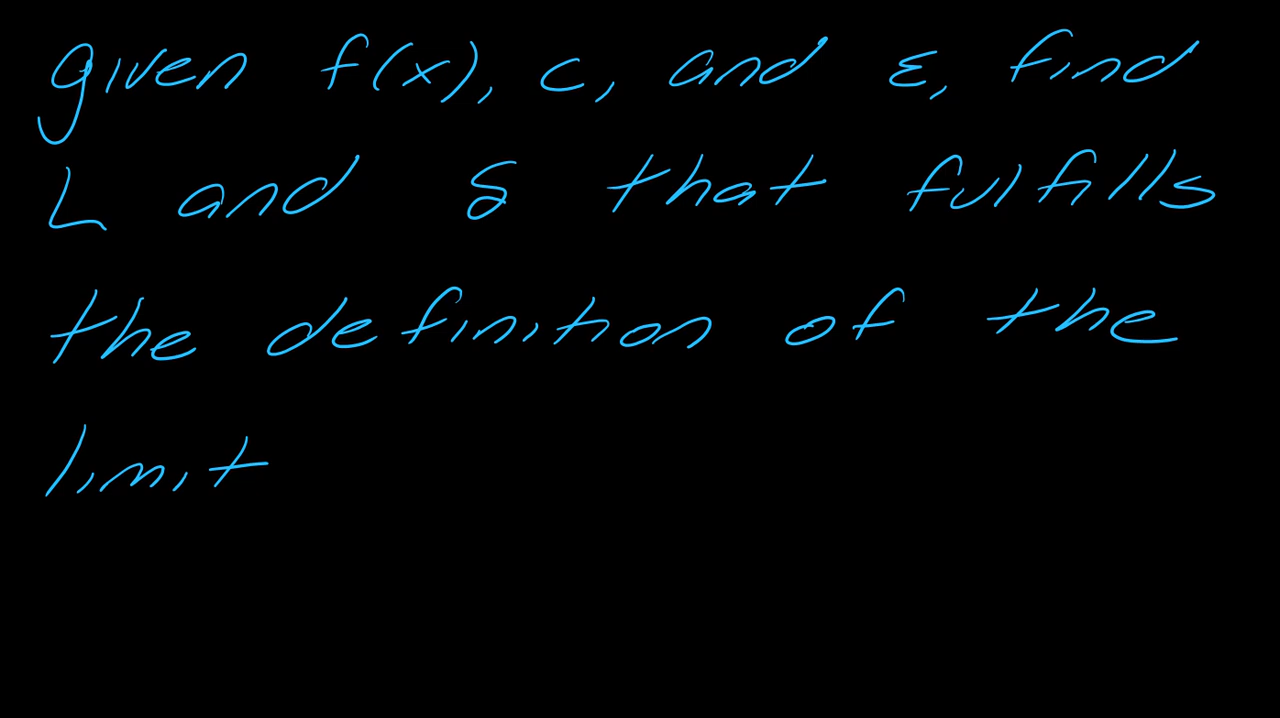 given f(x), c, and ε, find
L and δ that fulfills
the definition of the
limit